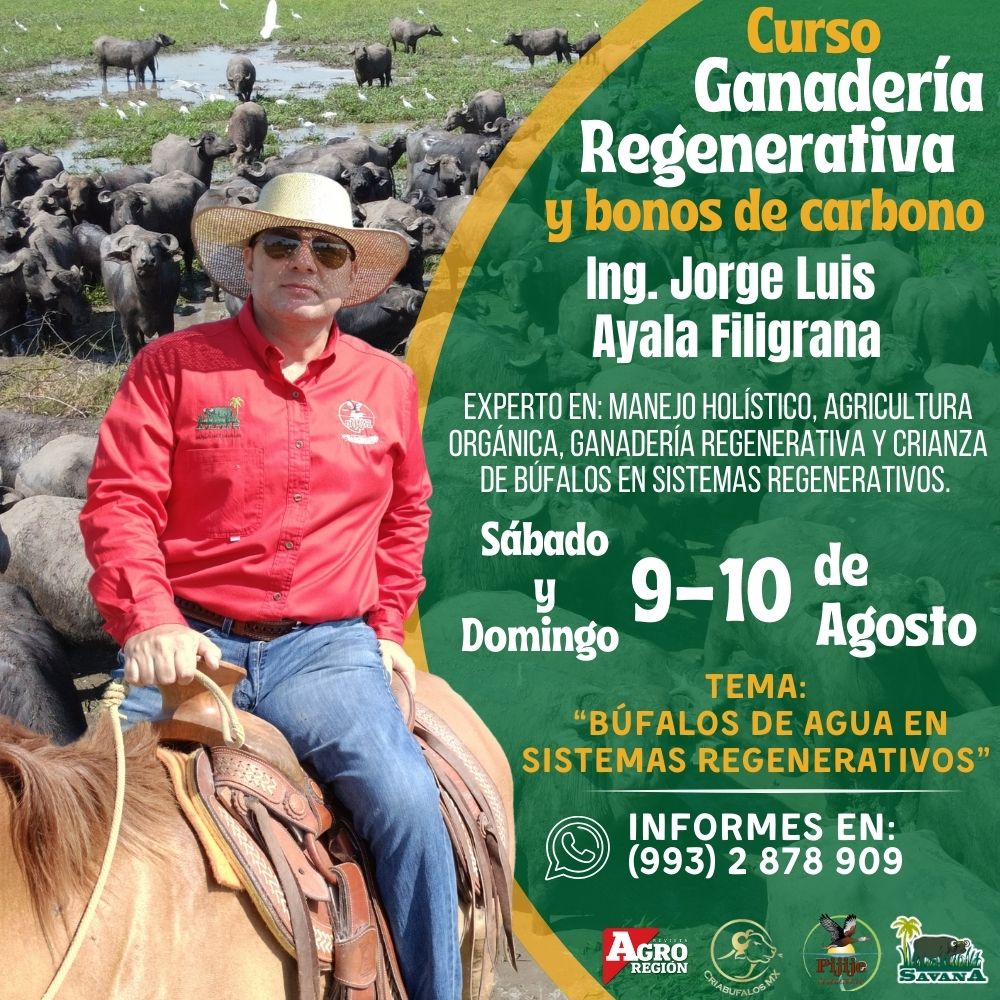 Curso
Ganadería
Regenerativa
y bonos de carbono
Ing. Jorge Luis
Ayala Filigrana
EXPERTO EN: MANEJO HOLÍSTICO, AGRICULTURA
ORGÁNICA, GANADERÍA REGENERATIVA Y CRIANZA
DE BÚFALOS EN SISTEMAS REGENERATIVOS.
Sábado
y
Domingo
9-10
de
Agosto
TEMA:
“BÚFALOS DE AGUA EN
SISTEMAS REGENERATIVOS”
INFORMES EN:
(993) 2 878 909
REVISTA
AGRO
REGIÓN
CRIABUFALOS.MX
Pijije
SAVANA